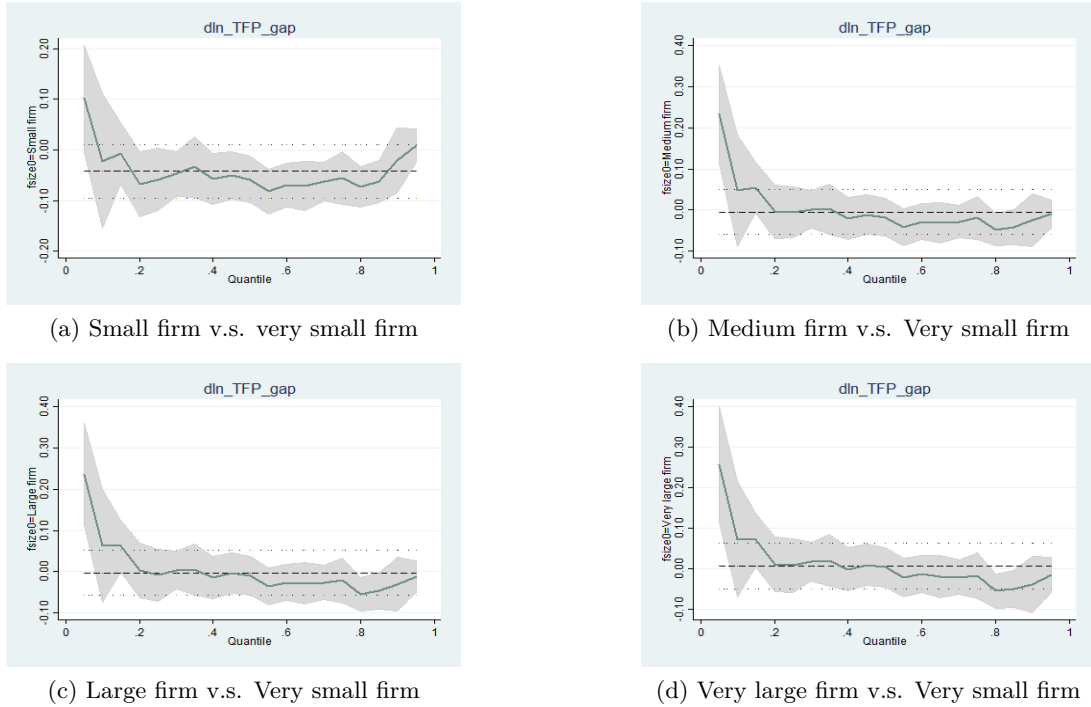 dln_TFP_gap
fsize0=Small firm
0.20
0.10
0.00
-0.10
-0.20
0
.2
.4
.6
.8
1
Quantile
(a) Small firm v.s. very small firm
dln_TFP_gap
fsize0=Medium firm
0.40
0.30
0.20
0.10
0.00
-0.10
0
.2
.4
.6
.8
1
Quantile
(b) Medium firm v.s. Very small firm
dln_TFP_gap
fsize0=Large firm
0.40
0.30
0.20
0.10
0.00
-0.10
0
.2
.4
.6
.8
1
Quantile
(c) Large firm v.s. Very small firm
dln_TFP_gap
fsize0=Very large firm
0.40
0.30
0.20
0.10
0.00
-0.10
0
.2
.4
.6
.8
1
Quantile
(d) Very large firm v.s. Very small firm